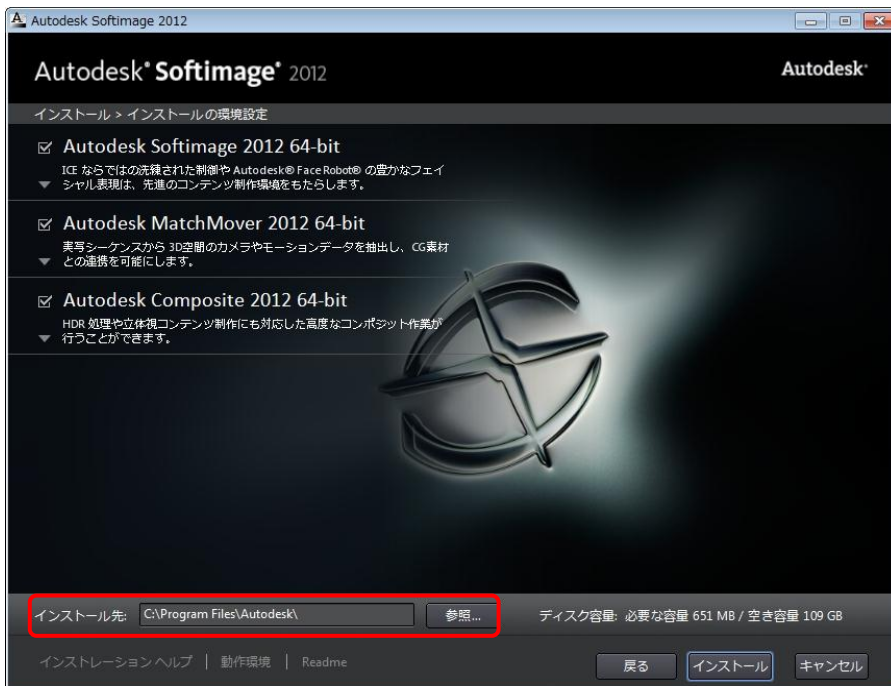 Autodesk Softimage 2012
Autodesk® Softimage® 2012
Autodesk®
インストール > インストールの環境設定
Autodesk Softimage 2012 64-bit
ICE ならではの洗練された制御や Autodesk® Face Robot® の豊かなフェイ
シャル表現は、先進のコンテンツ制作環境をもたらします。
Autodesk MatchMover 2012 64-bit
実写シーケンスから 3D空間のカメラやモーションデータを抽出し、CG素材
との連携を可能にします。
Autodesk Composite 2012 64-bit
HDR 処理や立体視コンテンツ制作にも対応した高度なコンポジット作業が
行うことができます。
インストール先: C:\Program Files\Autodesk\ 参照... ディスク容量: 必要な容量 651 MB / 空き容量 109 GB
インストレーション ヘルプ | 動作環境 | Readme 戻る インストール キャンセル